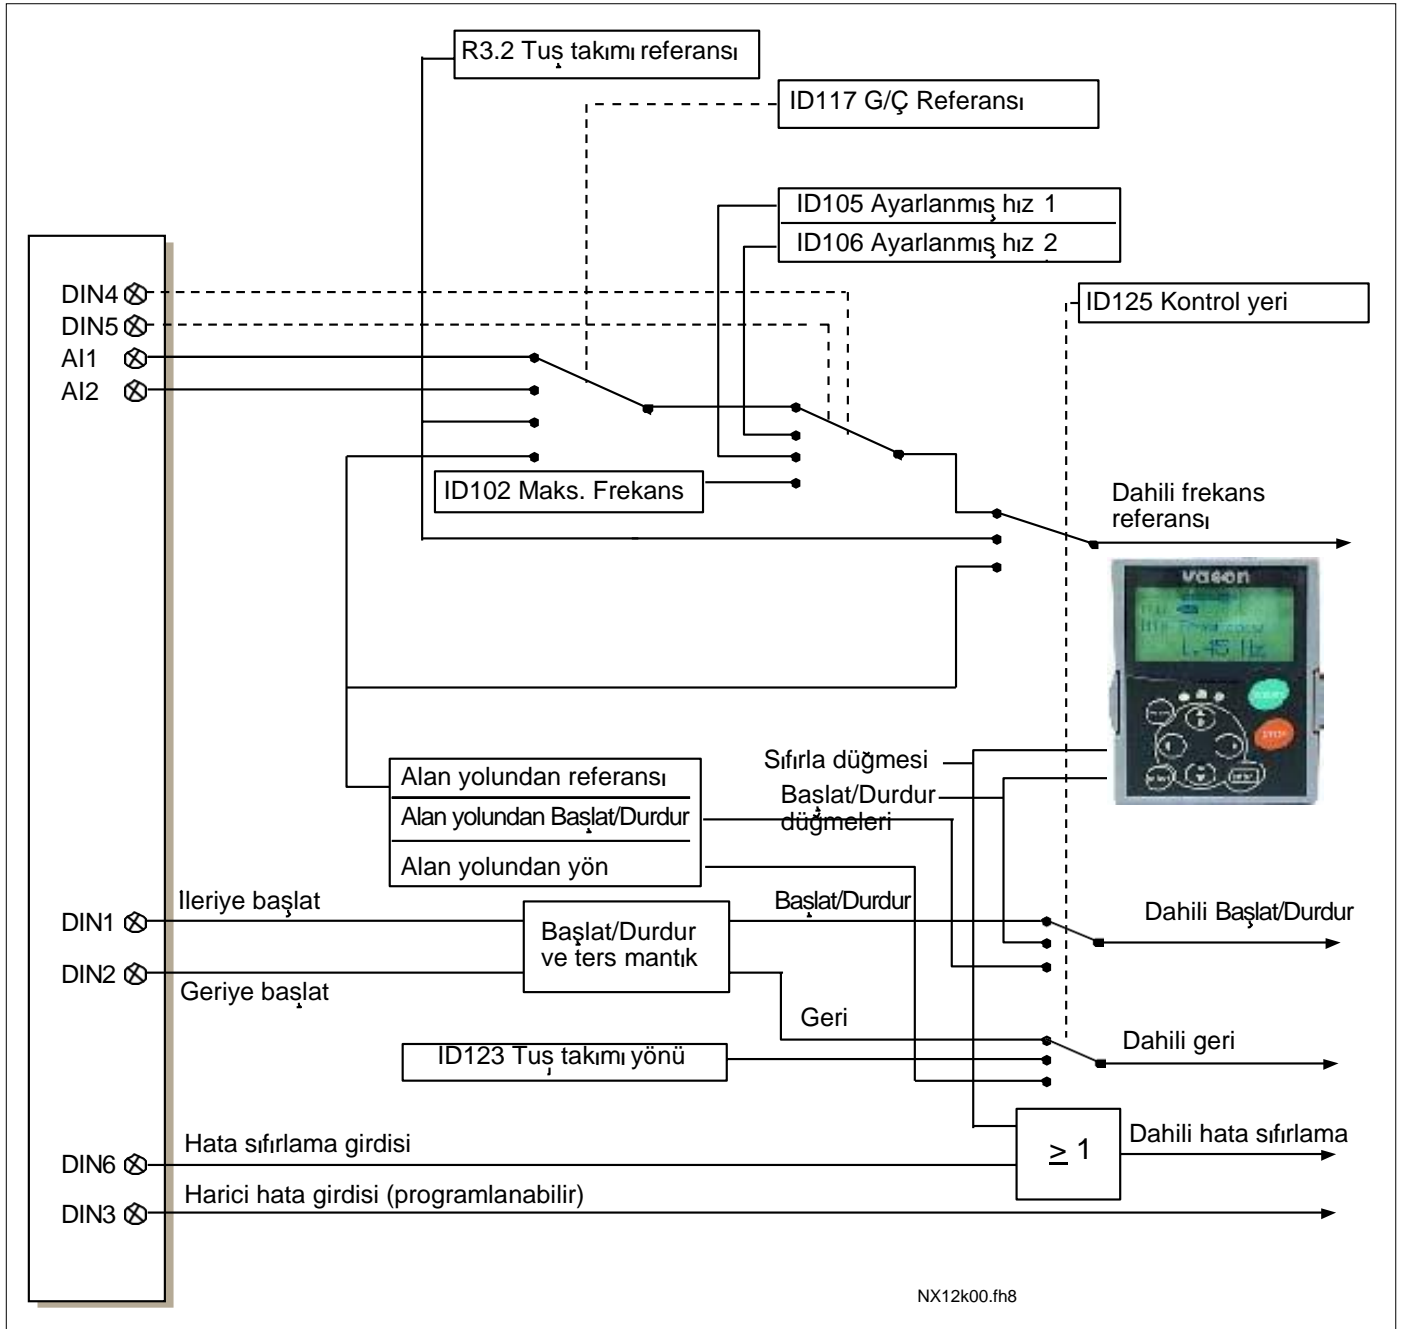 R3.2 Tuş takımı referansı
ID117 G/Ç Referansı
ID105 Ayarlanmış hız 1
ID106 Ayarlanmış hız 2
ID125 Kontrol yeri
DIN4
DIN5
AI1
AI2
ID102 Maks. Frekans
Dahili frekans
referansı
vacon
1.45 Hz
STOP
Sıfırla düğmesi
Başlat/Durdur
düğmeleri
Alan yolundan referansı
Alan yolundan Başlat/Durdur
Alan yolundan yön
DIN1
İleriye başlat
Başlat/Durdur
ve ters mantık
Başlat/Durdur
Dahili Başlat/Durdur
DIN2
Geriye başlat
Geri
Dahili geri
ID123 Tuş takımı yönü
DIN6
Hata sıfırlama girdisi
≥ 1
Dahili hata sıfırlama
DIN3
Harici hata girdisi (programlanabilir)
NX12k00.fh8